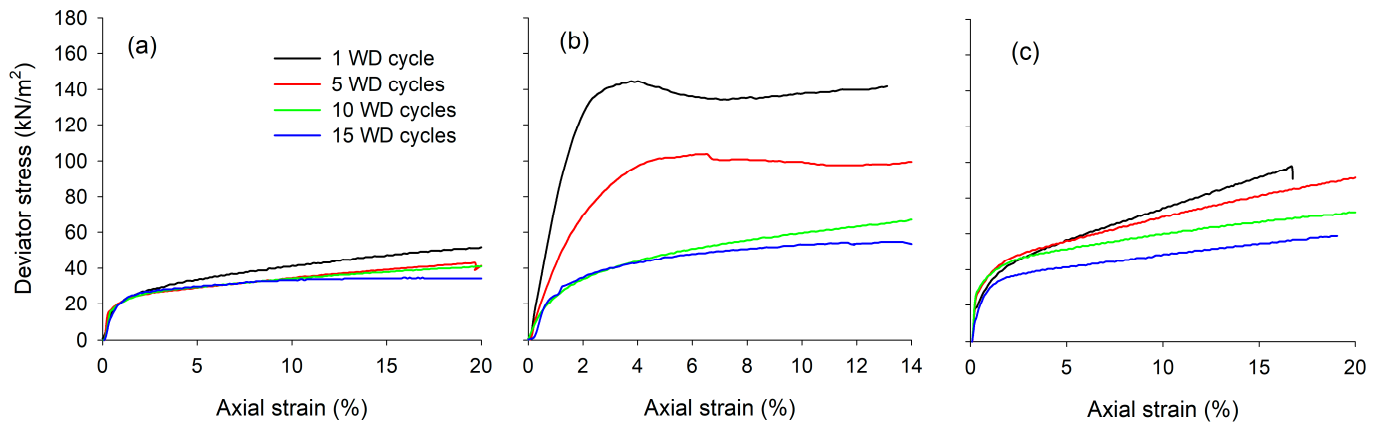 180
160
140
120
100
80
60
40
20
0
Deviator stress (kN/m²)
(a)
1 WD cycle
5 WD cycles
10 WD cycles
15 WD cycles
0 5 10 15 20
Axial strain (%)
(b)
0 2 4 6 8 10 12 14
Axial strain (%)
(c)
0 5 10 15 20
Axial strain (%)